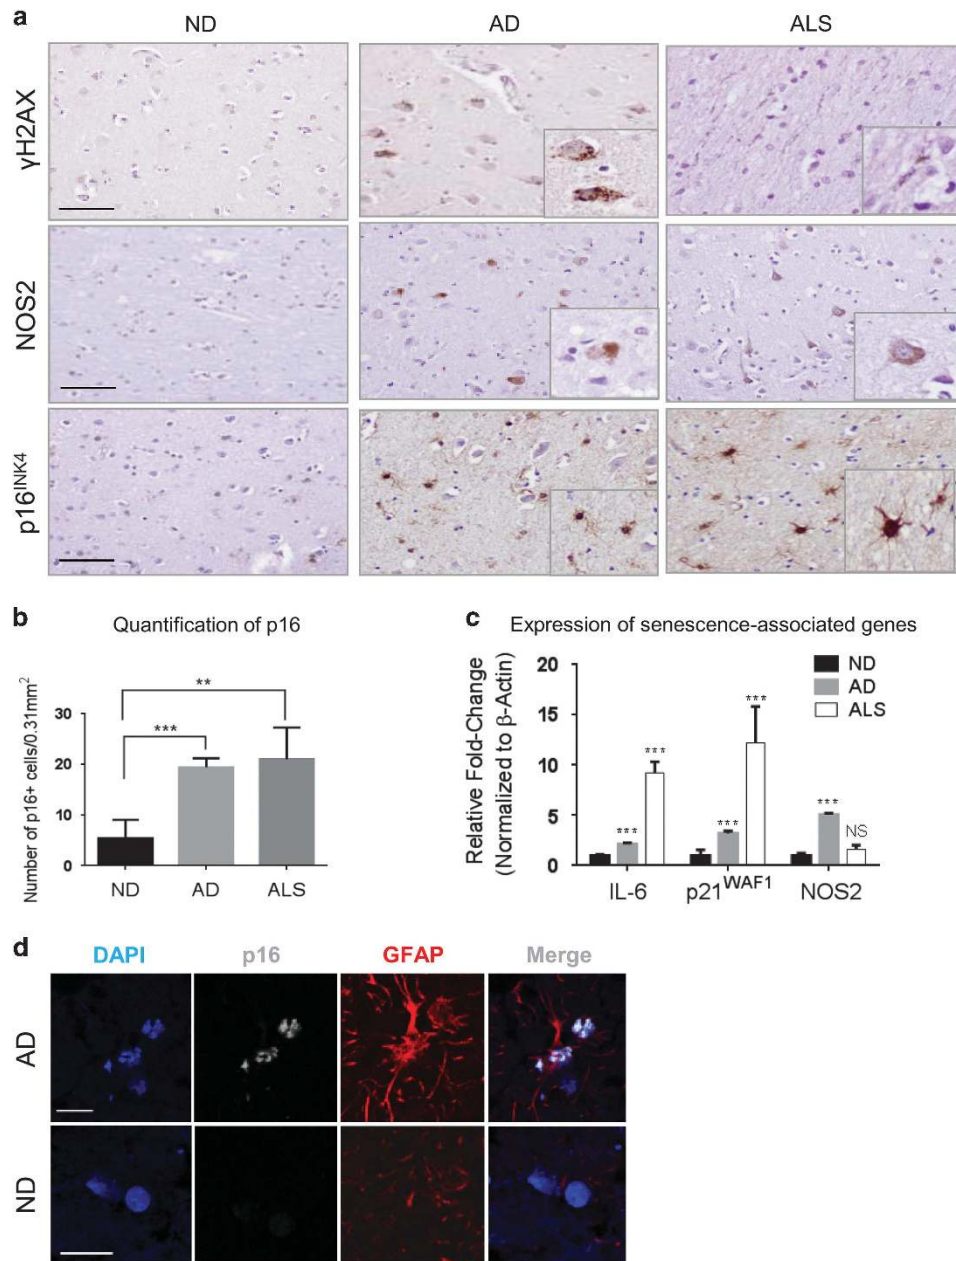 a
ND AD ALS
γH2AX
NOS2
p16INK4
b
Quantification of p16
Number of p16+ cells/0.31mm2
30
20
10
0
**
***
ND AD ALS
c
Expression of senescence-associated genes
Relative Fold-Change
(Normalized to β-Actin)
20
15
10
5
0
ND
AD
ALS
*** *** *** *** *** NS
IL-6 p21WAF1 NOS2
d
DAPI p16 GFAP Merge
AD
ND